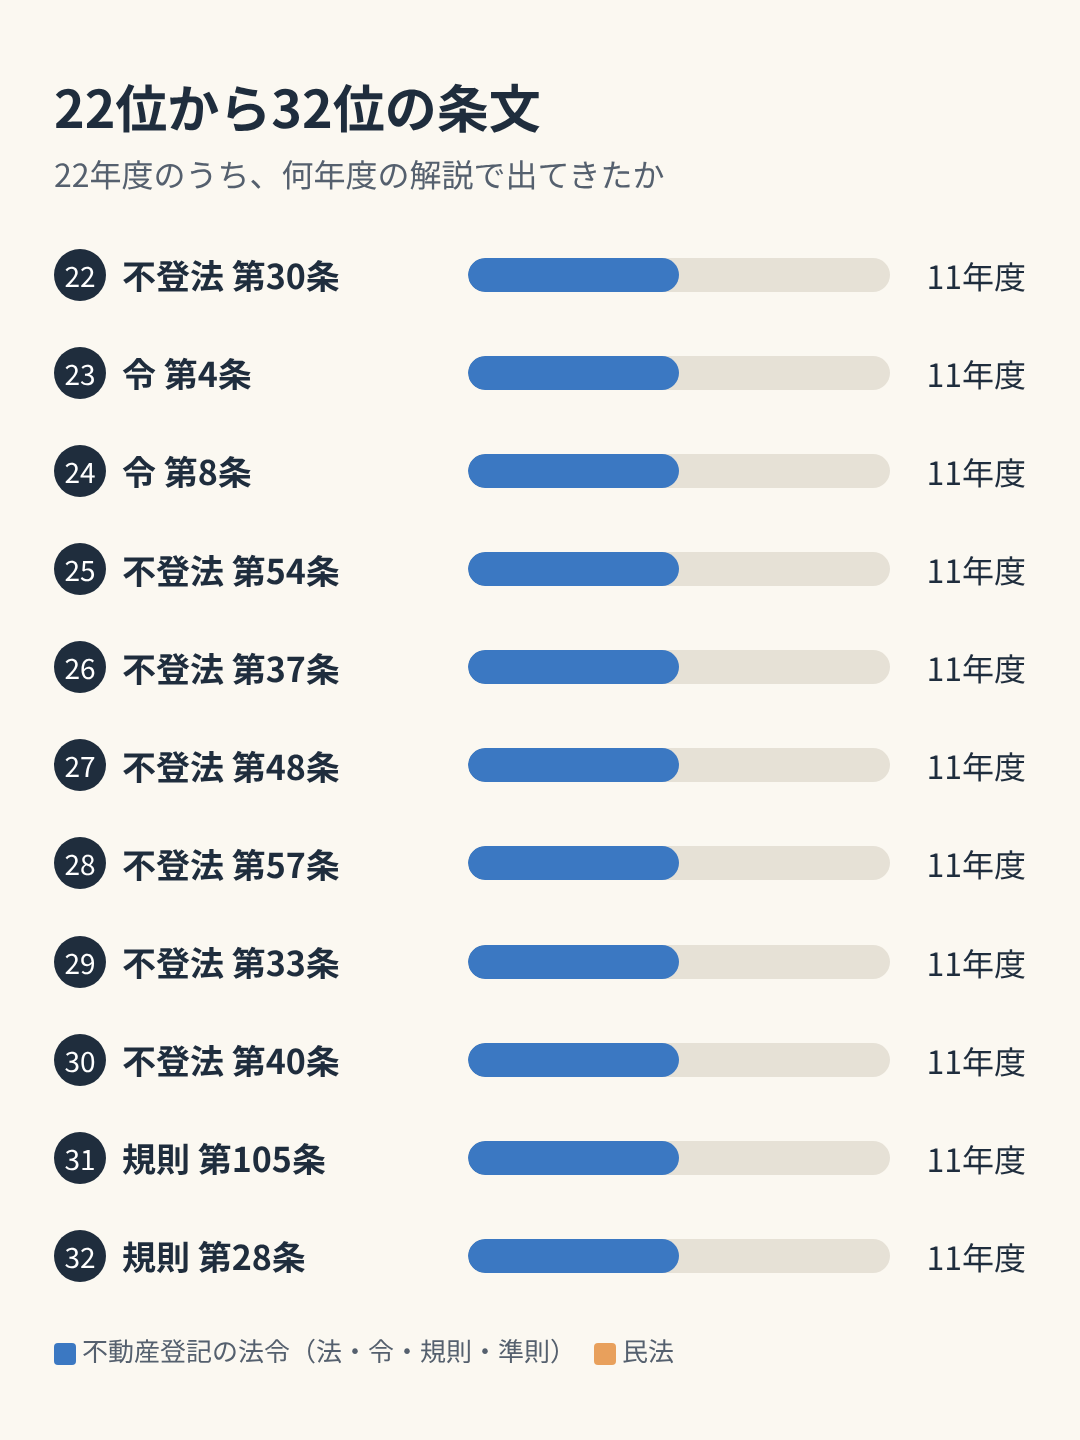 22位から32位の条文
22年度のうち、何年度の解説で出てきたか
22 不登法 第30条 11年度
23 令 第4条 11年度
24 令 第8条 11年度
25 不登法 第54条 11年度
26 不登法 第37条 11年度
27 不登法 第48条 11年度
28 不登法 第57条 11年度
29 不登法 第33条 11年度
30 不登法 第40条 11年度
31 規則 第105条 11年度
32 規則 第28条 11年度
不動産登記の法令（法・令・規則・準則） 民法